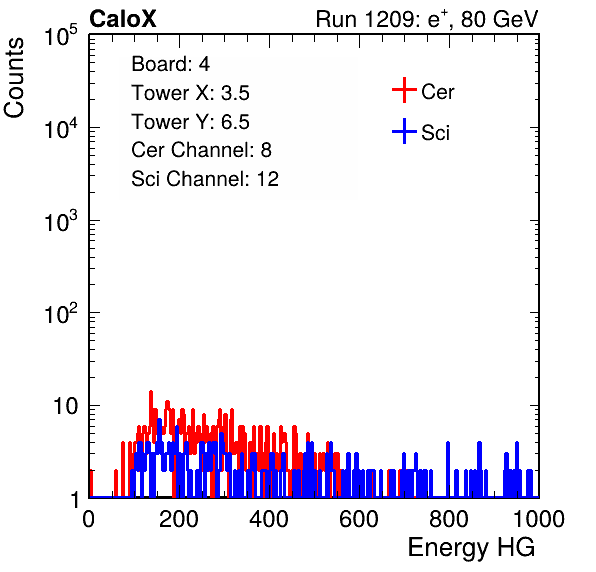 CaloX Run 1209: e⁺, 80 GeV
Counts
10⁵
10⁴
10³
10²
10
1
Board: 4
Tower X: 3.5
Tower Y: 6.5
Cer Channel: 8
Sci Channel: 12
Cer
Sci
0 200 400 600 800 1000
Energy HG